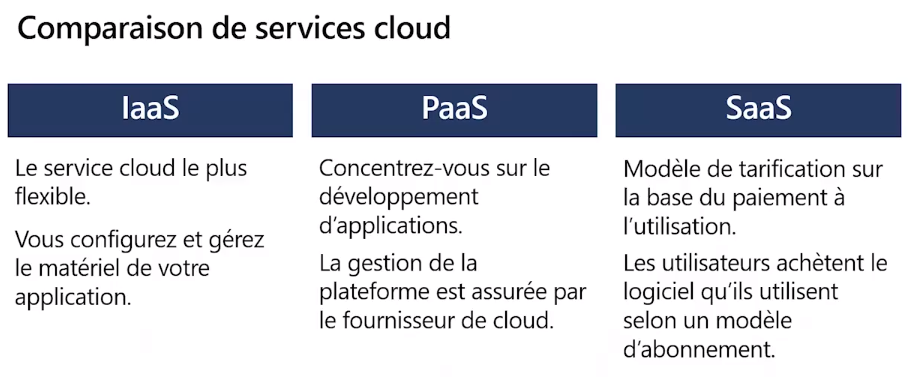 Comparaison de services cloud
IaaS
Le service cloud le plus
flexible.
Vous configurez et gérez
le matériel de votre
application.
PaaS
Concentrez-vous sur le
développement
d’applications.
La gestion de la
plateforme est assurée par
le fournisseur de cloud.
SaaS
Modèle de tarification sur
la base du paiement à
l’utilisation.
Les utilisateurs achètent le
logiciel qu’ils utilisent
selon un modèle
d’abonnement.